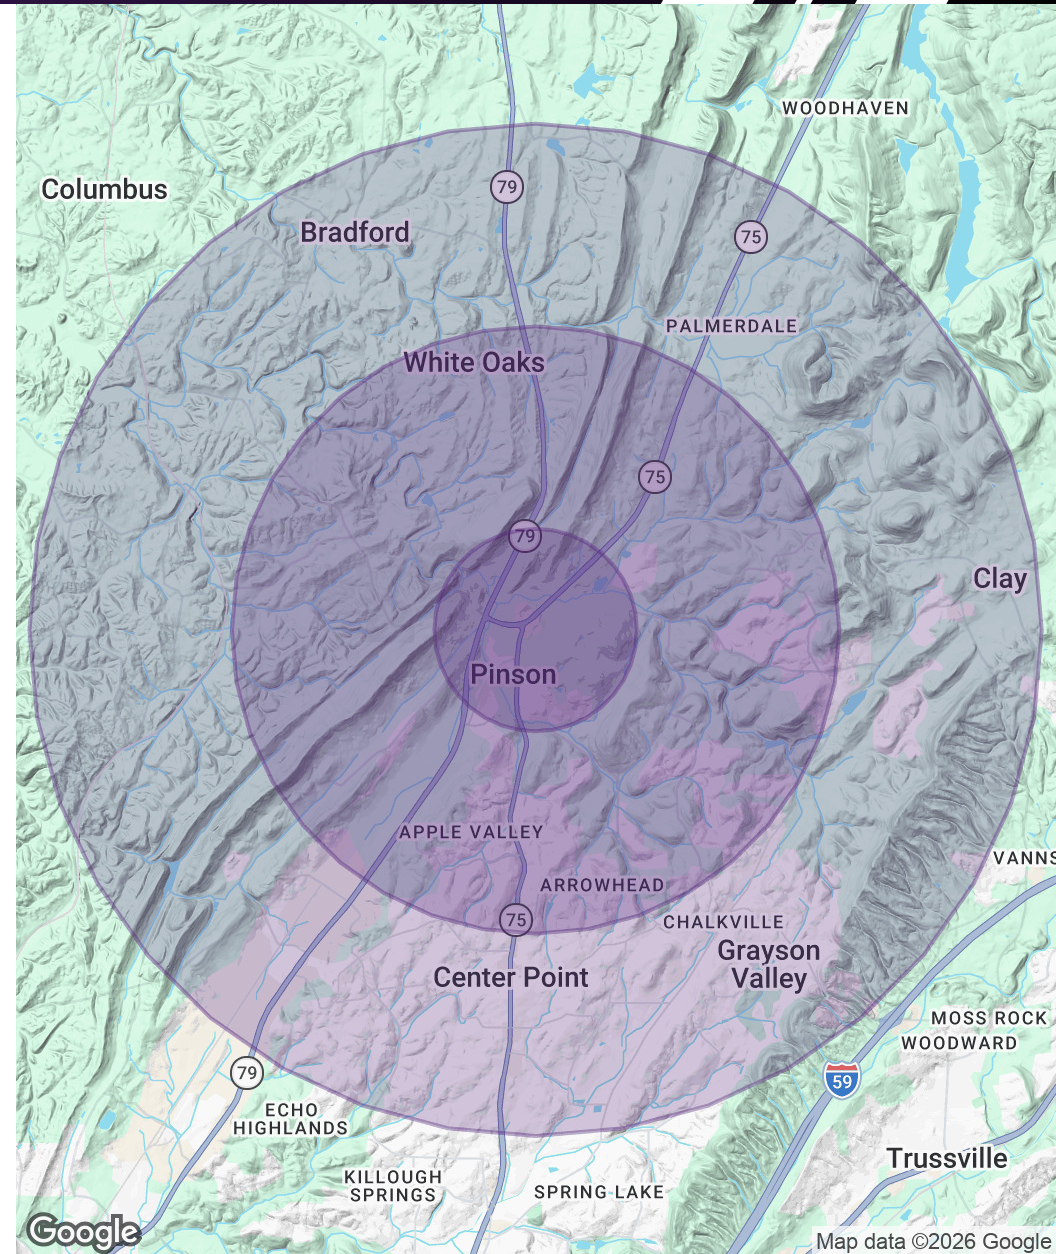 WOODHAVEN
Columbus
79
Bradford
75
PALMERDALE
White Oaks
75
79
Clay
Pinson
APPLE VALLEY
VANNS
ARROWHEAD
75
CHALKVILLE
Grayson
Valley
Center Point
MOSS ROCK
WOODWARD
79
59
ECHO
HIGHLANDS
Trussville
KILLOUGH
SPRINGS
SPRING LAKE
Google
Map data ©2026 Google